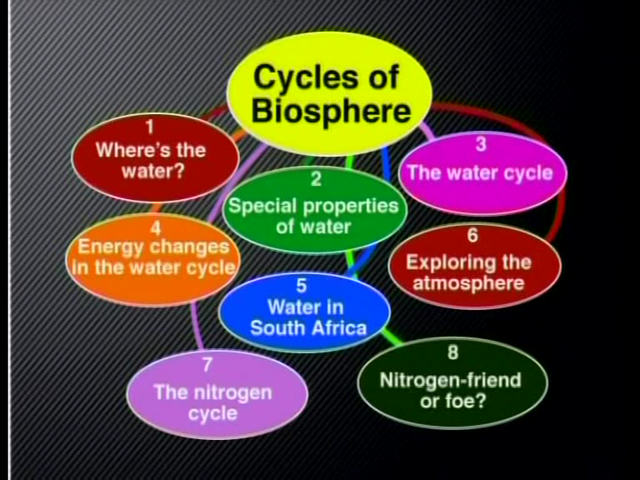 Cycles of
Biosphere
1
Where's the
water?
2
Special properties
of water
3
The water cycle
4
Energy changes
in the water cycle
5
Water in
South Africa
6
Exploring the
atmosphere
7
The nitrogen
cycle
8
Nitrogen-friend
or foe?